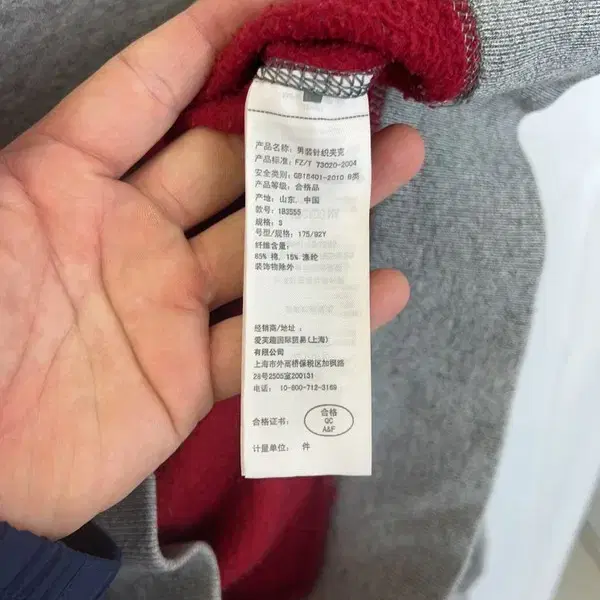 产品名称: 男装针织夹克
产品标准: FZ/T 73020-2004
安全类别: GB18401-2010 B类
产品等级: 合格品
产地: 山东, 中国
款号: 183555
规格: S
号型/规格: 175/92Y
纤维含量:
85% 棉, 15% 涤纶
装饰物除外
经销商/地址:
爱芙趣国际贸易(上海)
有限公司
上海市外高桥保税区加枫路
28号2505室200131
电话: 10-800-712-3169
合格证书:
合格
QC
A&F
计量单位: 件